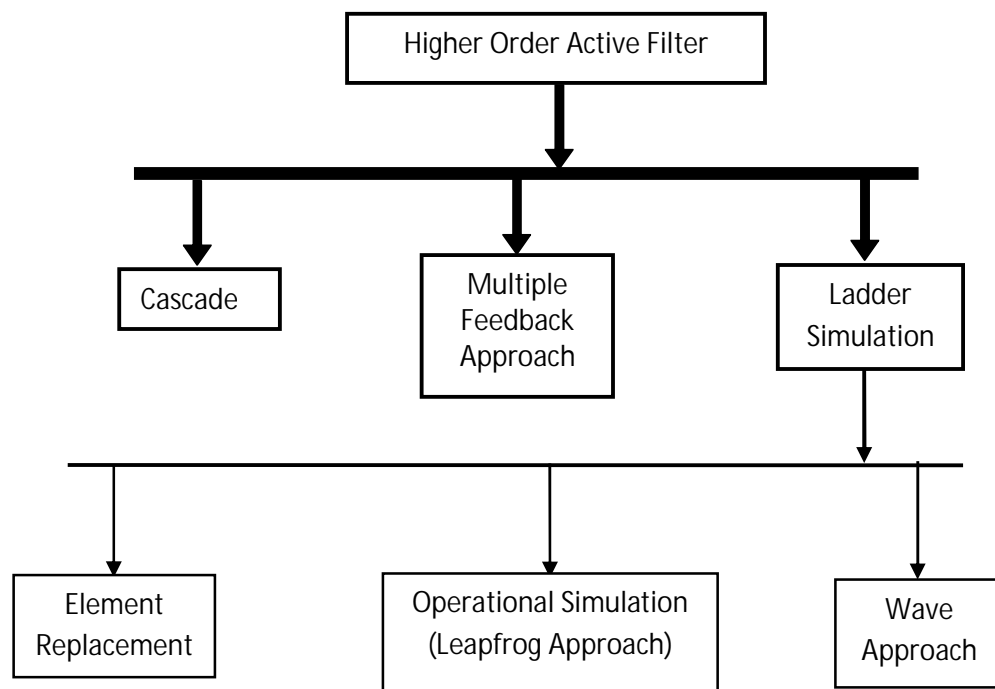 Higher Order Active Filter
Cascade
Multiple
Feedback
Approach
Ladder
Simulation
Element
Replacement
Operational Simulation
(Leapfrog Approach)
Wave
Approach